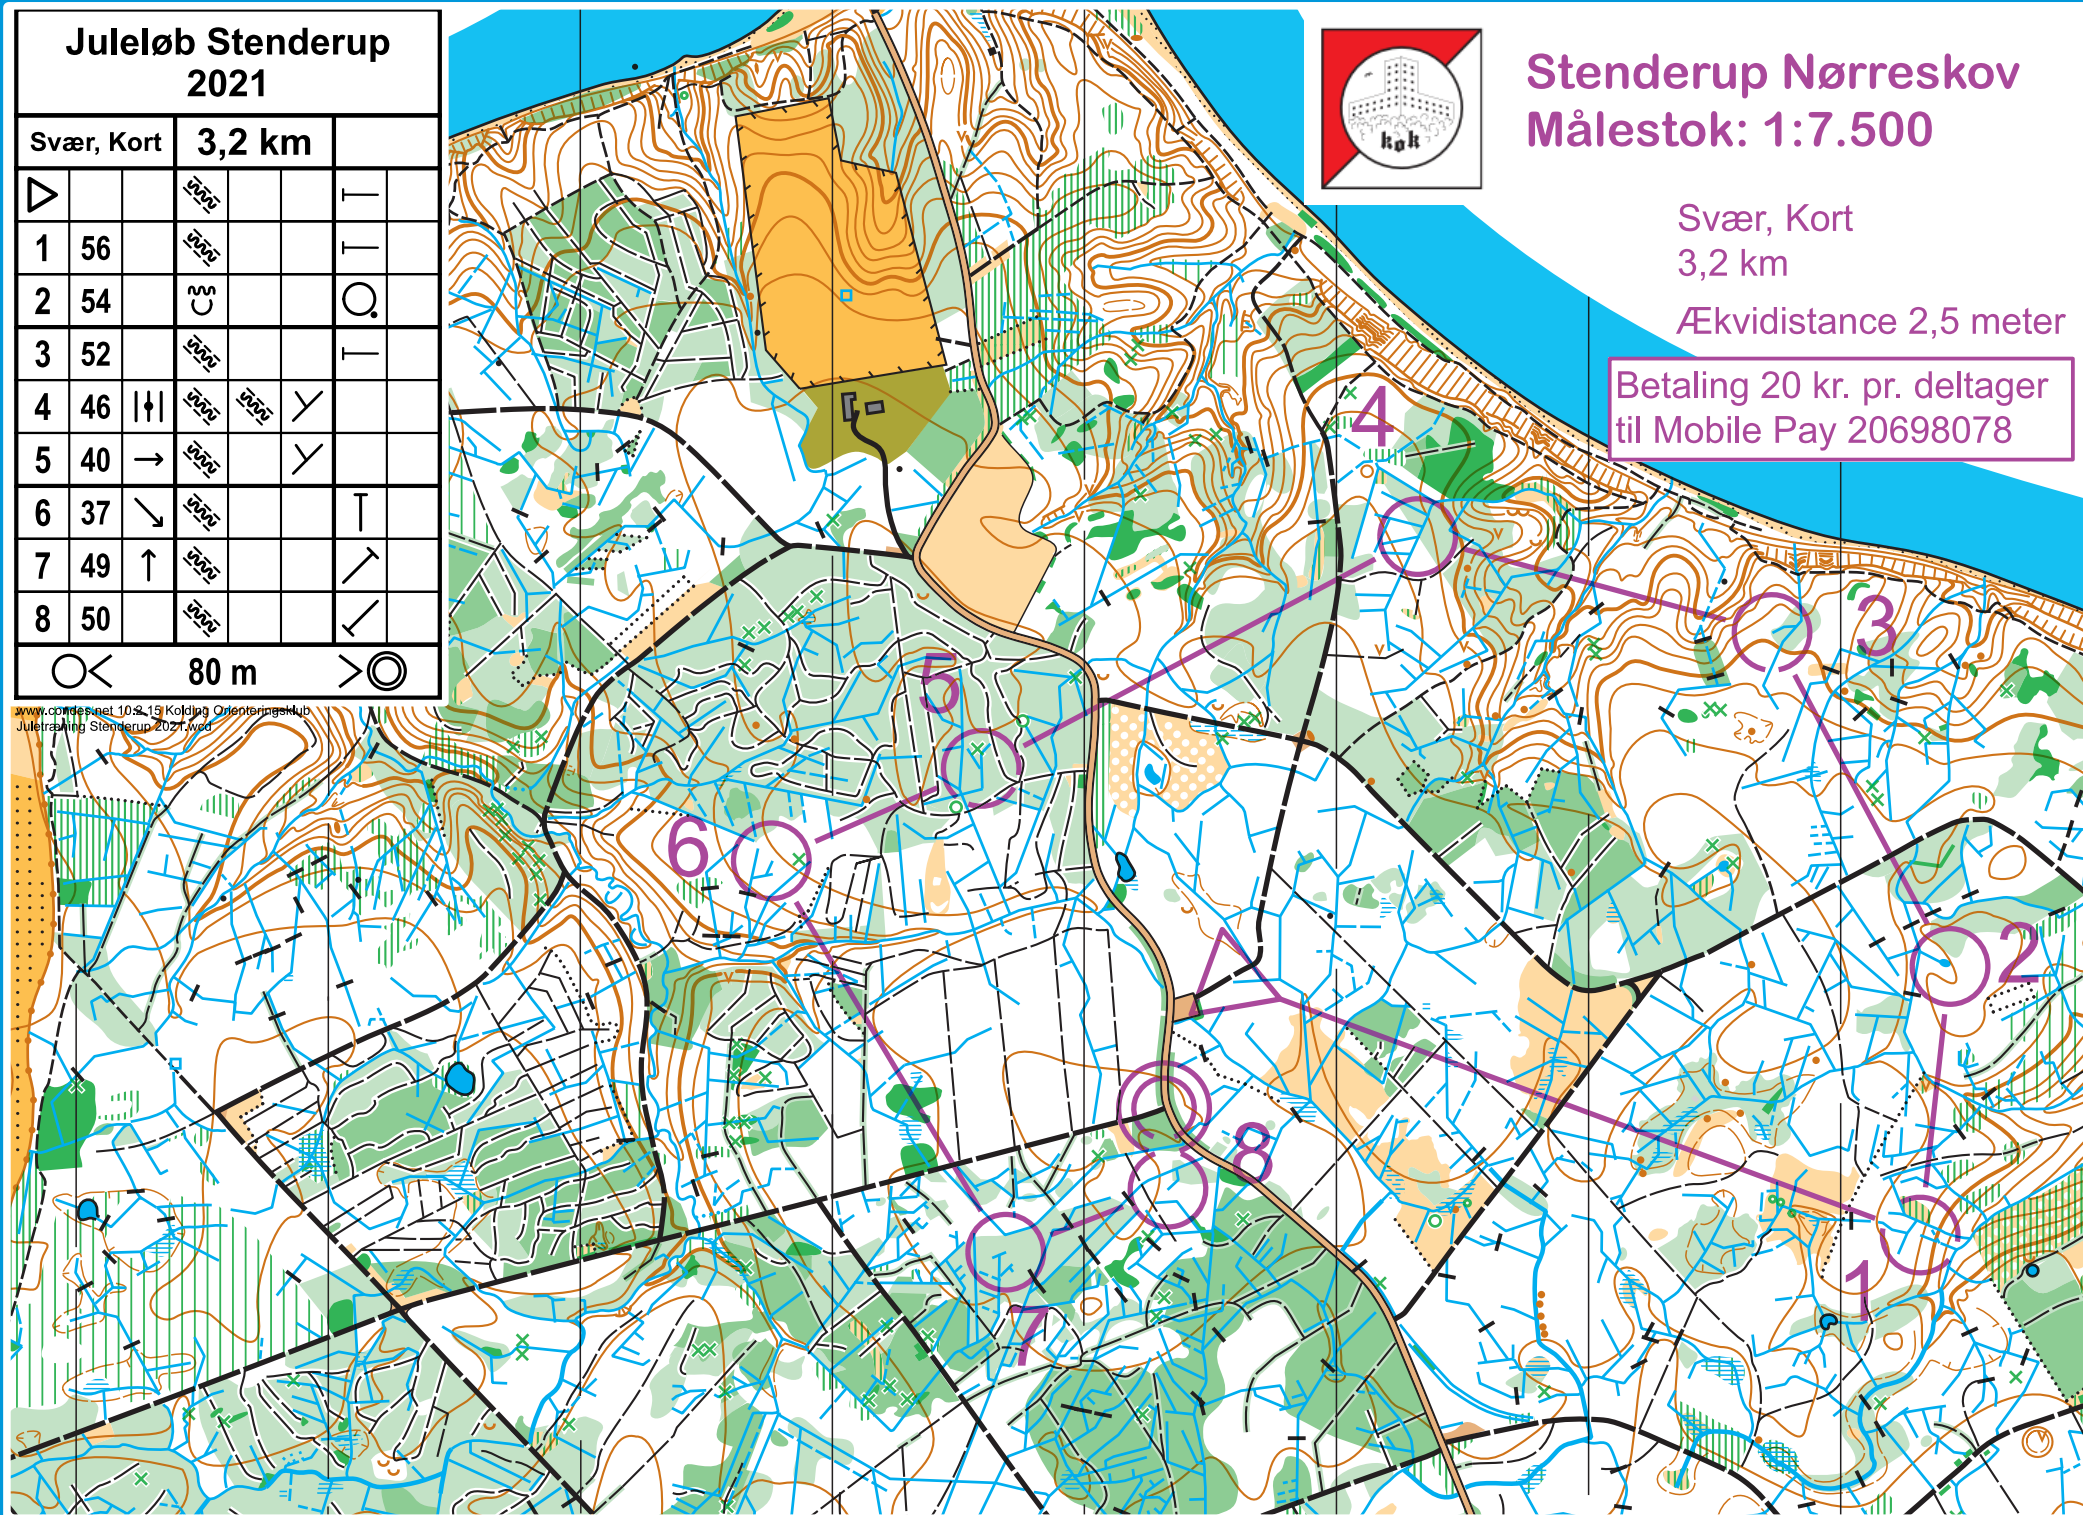 Juleløb Stenderup
2021
Svær, Kort 3,2 km
1 56
2 54
3 52
4 46
5 40
6 37
7 49
8 50
80 m
www.condes.net 10.2.15 Kolding Orienteringsklub
Juletræning Stenderup 2021.wcd
køk
Stenderup Nørreskov
Målestok: 1:7.500
Svær, Kort
3,2 km
Ækvidistance 2,5 meter
Betaling 20 kr. pr. deltager
til Mobile Pay 20698078
4
3
5
6
2
8
1
7